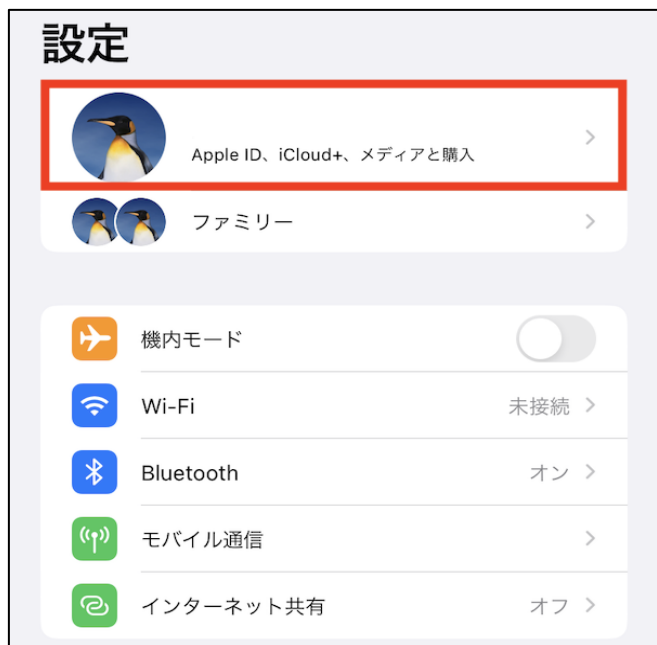 設定
Apple ID、iCloud+、メディアと購入
ファミリー
機内モード
Wi-Fi 未接続
Bluetooth オン
モバイル通信
インターネット共有 オフ